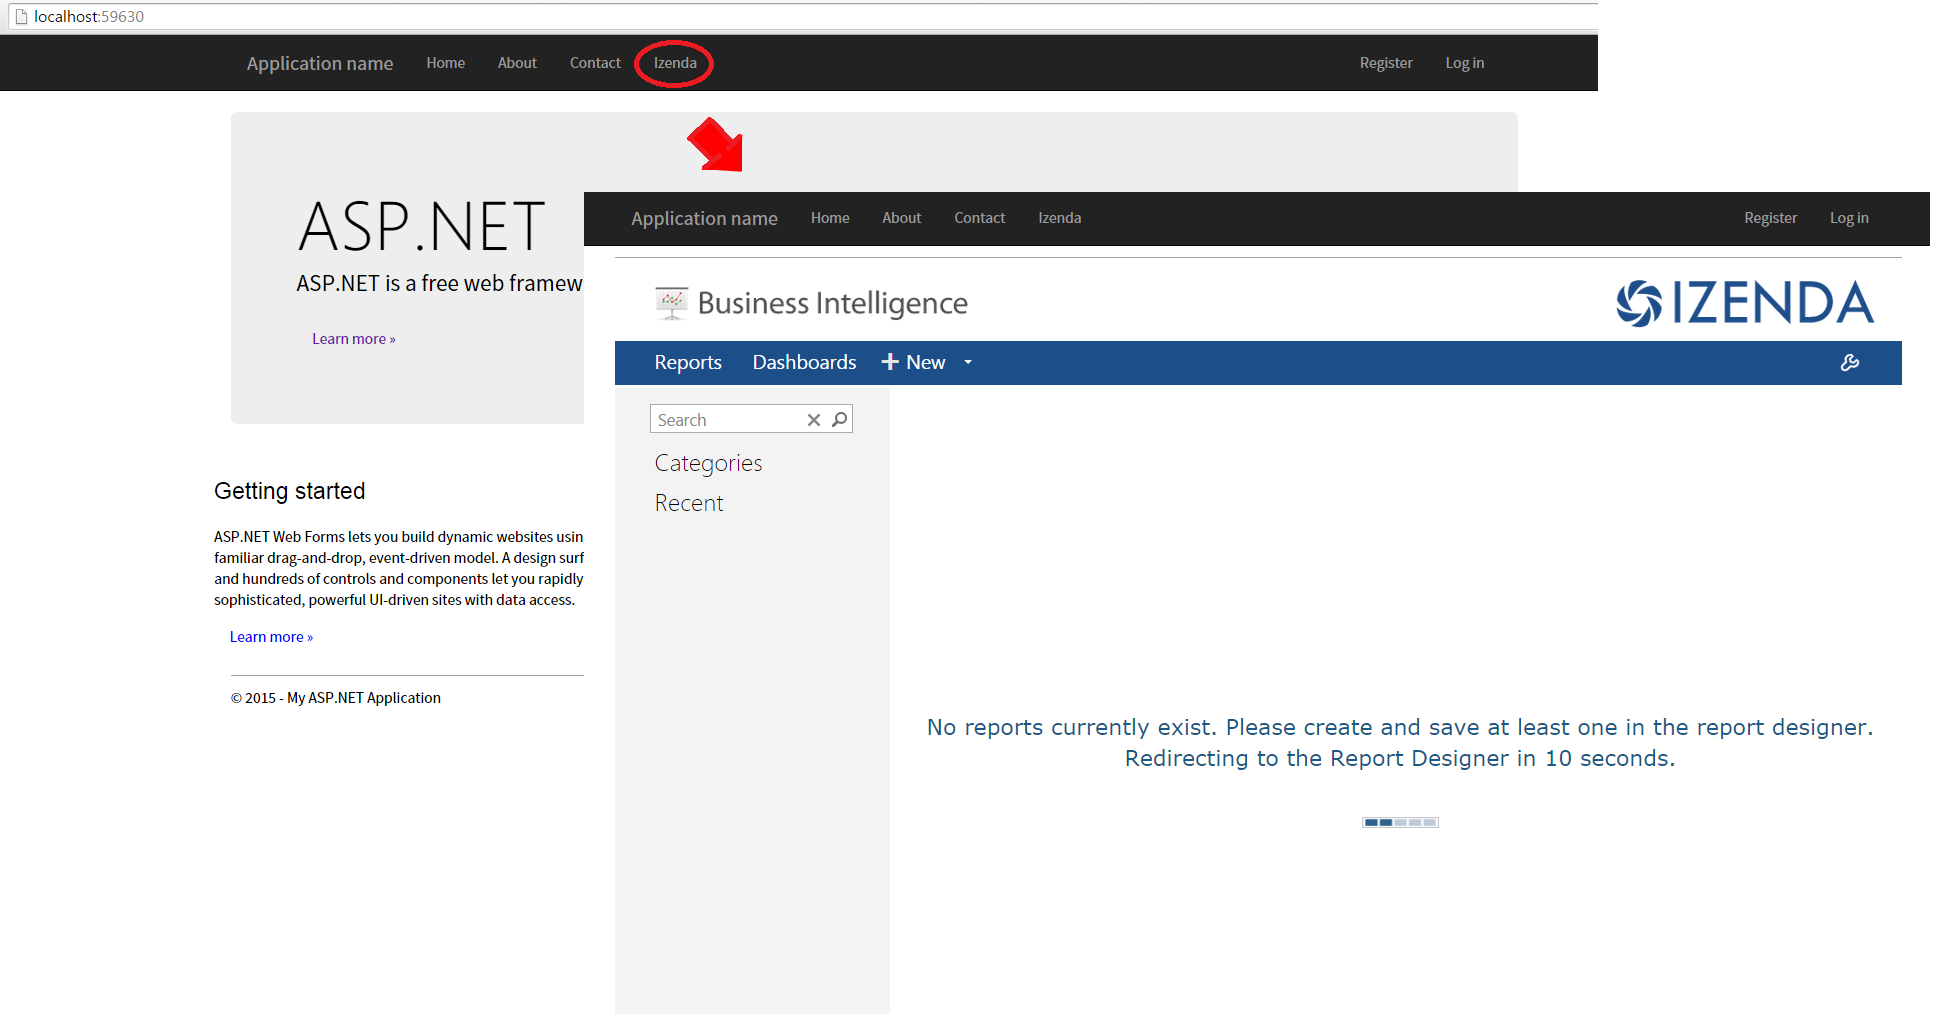 localhost:59630
Application name Home About Contact Izenda Register Log in
ASP.NET
ASP.NET is a free web framew
Learn more »
Getting started
ASP.NET Web Forms lets you build dynamic websites usin
familiar drag-and-drop, event-driven model. A design surf
and hundreds of controls and components let you rapidly
sophisticated, powerful UI-driven sites with data access.
Learn more »
© 2015 - My ASP.NET Application
Application name Home About Contact Izenda Register Log in
Business Intelligence
IZENDA
Reports Dashboards + New
Search
Categories
Recent
No reports currently exist. Please create and save at least one in the report designer.
Redirecting to the Report Designer in 10 seconds.